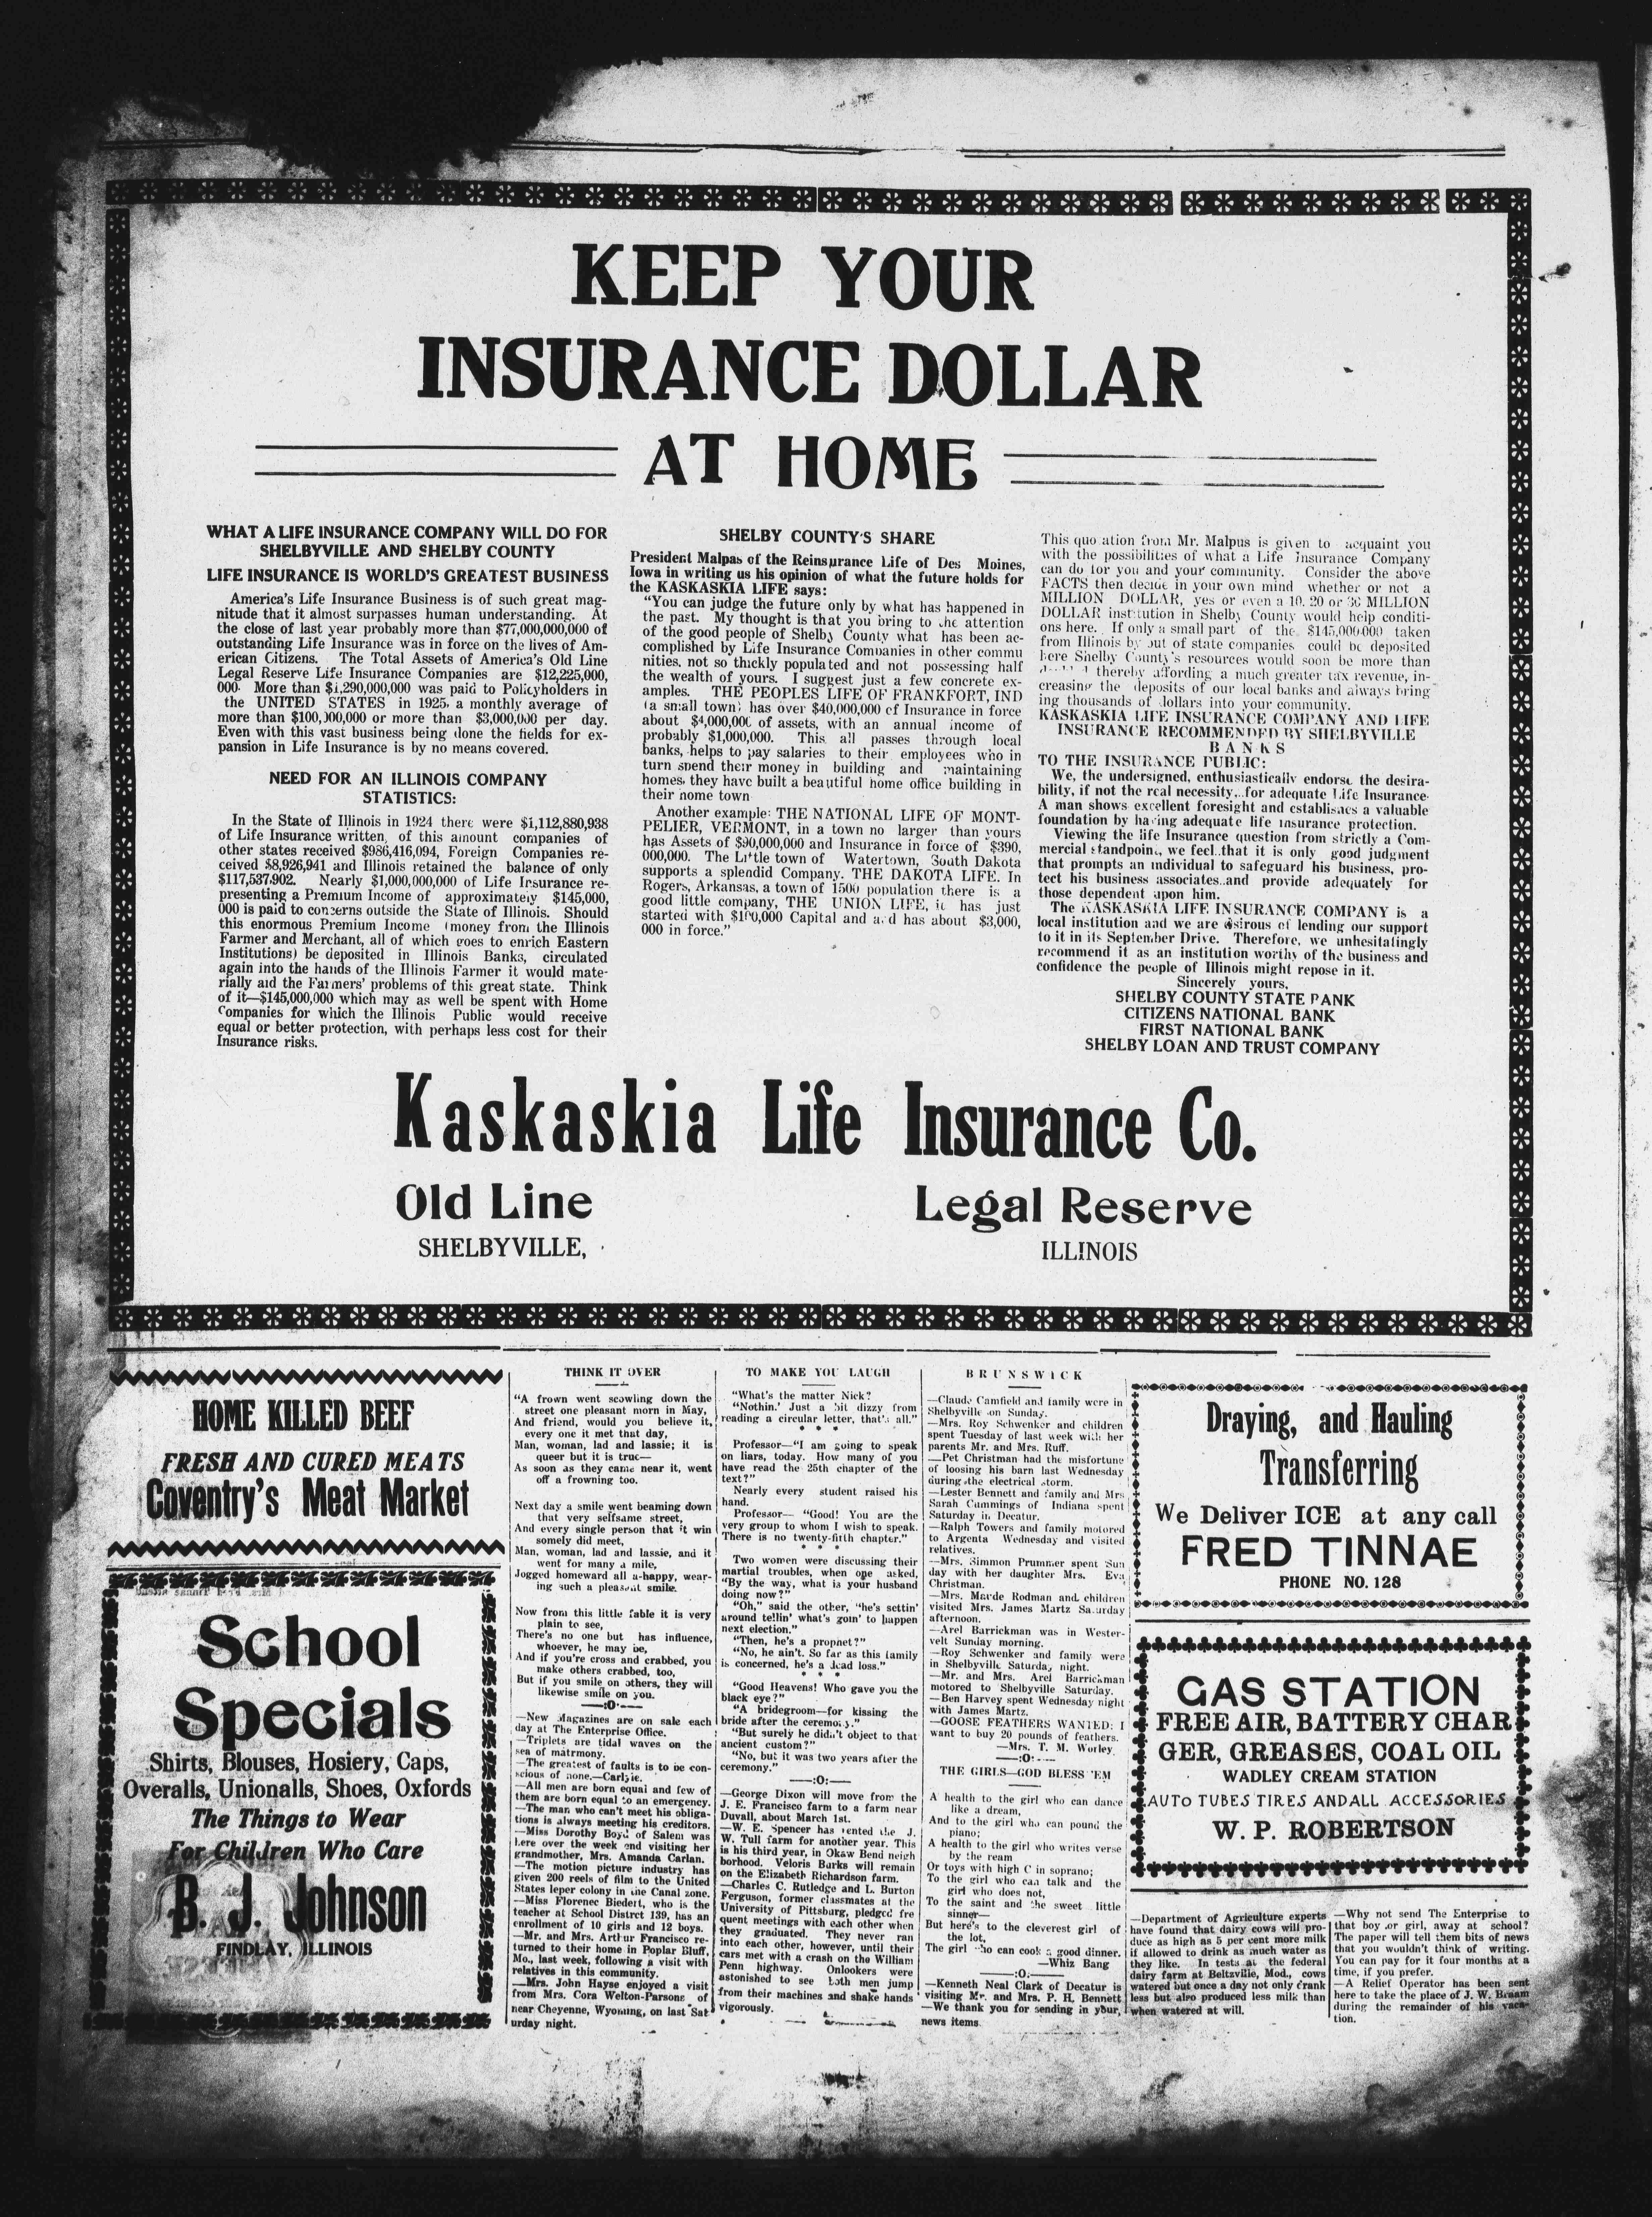 KEEP YOUR
INSURANCE DOLLAR
AT HOME
WHAT A LIFE INSURANCE COMPANY WILL DO FOR
SHELBYVILLE AND SHELBY COUNTY
LIFE INSURANCE IS WORLD'S GREATEST BUSINESS
America's Life Insurance Business is of such great mag-
nitude that it almost surpasses human understanding. At
the close of last year probably more than $77,000,000,000 of
outstanding Life Insurance was in force on the lives of Am-
erican Citizens. The Total Assets of America's Old Line
Legal Reserve Life Insurance Companies are $12,225,000,
000. More than $1,290,000,000 was paid to Policyholders in
the UNITED STATES in 1925, a monthly average of
more than $100,000,000 or more than $3,000,000 per day.
Even with this vast business being done the fields for ex-
pansion in Life Insurance is by no means covered.
NEED FOR AN ILLINOIS COMPANY
STATISTICS:
In the State of Illinois in 1924 there were $1,112,880,938
of Life Insurance written, of this amount companies of
other states received $986,416,094, Foreign Companies re-
ceived $8,926,941 and Illinois retained the balance of only
$117,537,902. Nearly $1,000,000,000 of Life Insurance re-
presenting a Premium Income of approximately $145,000,
000 is paid to concerns outside the State of Illinois. Should
this enormous Premium Income (money from the Illinois
Farmer and Merchant, all of which goes to enrich Eastern
Institutions) be deposited in Illinois Banks, circulated
again into the hands of the Illinois Farmer it would mate-
rially aid the Farmers' problems of this great state. Think
of it—$145,000,000 which may as well be spent with Home
Companies for which the Illinois Public would receive
equal or better protection, with perhaps less cost for their
Insurance risks.
SHELBY COUNTY'S SHARE
President Malpas of the Reinsurance Life of Des Moines,
Iowa in writing us his opinion of what the future holds for
the KASKASKIA LIFE says:
"You can judge the future only by what has happened in
the past. My thought is that you bring to the attention
of the good people of Shelby County what has been ac-
complished by Life Insurance Companies in other commu
nities, not so thickly populated and not possessing half
the wealth of yours. I suggest just a few concrete ex-
amples. THE PEOPLES LIFE OF FRANKFORT, IND
(a small town) has over $40,000,000 of Insurance in force
about $4,000,000 of assets, with an annual income of
probably $1,000,000. This all passes through local
banks, helps to pay salaries to their employees who in
turn spend their money in building and maintaining
homes, they have built a beautiful home office building in
their home town
Another example: THE NATIONAL LIFE OF MONT-
PELIER, VERMONT, in a town no larger than yours
has Assets of $90,000,000 and Insurance in force of $390,
000,000. The Little town of Watertown, South Dakota
supports a splendid Company. THE DAKOTA LIFE. In
Rogers, Arkansas, a town of 1500 population there is a
good little company, THE UNION LIFE, it has just
started with $100,000 Capital and and has about $3,000,
000 in force."
This quo ation from Mr. Malpus is given to acquaint you
with the possibilities of what a Life Insurance Company
can do for you and your community. Consider the above
FACTS then decide in your own mind whether or not a
MILLION DOLLAR, yes or even a 10, 20 or 30 MILLION
DOLLAR institution in Shelby County would help conditi-
ons here. If only a small part of the $145,000,000 taken
from Illinois by out of state companies could be deposited
here Shelby County's resources would soon be more than
thereby affording a much greater tax revenue, in-
creasing the deposits of our local banks and always bring
ing thousands of dollars into your community.
KASKASKIA LIFE INSURANCE COMPANY AND LIFE
INSURANCE RECOMMENDED BY SHELBYVILLE
BANKS
TO THE INSURANCE PUBLIC:
We, the undersigned, enthusiastically endorse the desira-
bility, if not the real necessity, for adequate Life Insurance.
A man shows excellent foresight and establishes a valuable
foundation by having adequate life insurance protection.
Viewing the life Insurance question from strictly a Com-
mercial standpoint, we feel that it is only good judgment
that prompts an individual to safeguard his business, pro-
tect his business associates and provide adequately for
those dependent upon him.
The KASKASKIA LIFE INSURANCE COMPANY is a
local institution and we are desirous of lending our support
to it in its September Drive. Therefore, we unhesitatingly
recommend it as an institution worthy of the business and
confidence the people of Illinois might repose in it.
Sincerely yours,
SHELBY COUNTY STATE BANK
CITIZENS NATIONAL BANK
FIRST NATIONAL BANK
SHELBY LOAN AND TRUST COMPANY
Kaskaskia Life Insurance Co.
Old Line Legal Reserve
SHELBYVILLE, ILLINOIS
HOME KILLED BEEF
FRESH AND CURED MEATS
Coventry's Meat Market
School
Specials
Shirts, Blouses, Hosiery, Caps,
Overalls, Unionalls, Shoes, Oxfords
The Things to Wear
For Children Who Care
B. J. Johnson
FINDLAY, ILLINOIS
THINK IT OVER
"A frown went scowling down the
street one pleasant morn in May,
And friend, would you believe it,
every one it met that day,
Man, woman, lad and lassie; it is
queer but it is true—
As soon as they came near it, went
off a frowning too.
Next day a smile went beaming down
that very selfsame street,
And every single person that it win
somely did meet,
Man, woman, lad and lassie, and it
went for many a mile,
Jogged homeward all a-happy, wear-
ing such a pleasant smile.
Now from this little fable it is very
plain to see,
There's no one but has influence,
whoever, he may be,
And if you're cross and crabbed, you
make others crabbed, too,
But if you smile on others, they will
likewise smile on you.
—:O:—
—New Magazines are on sale each
day at The Enterprise Office.
—Triplets are tidal waves on the
sea of matrmony.
—The greatest of faults is to be con-
scious of none.—Carlyle.
—All men are born equal and few of
them are born equal to an emergency.
—The man who can't meet his obliga-
tions is always meeting his creditors.
—Miss Dorothy Boyd of Salem was
here over the week end visiting her
grandmother, Mrs. Amanda Carlan.
—The motion picture industry has
given 200 reels of film to the United
States leper colony in the Canal zone.
—Miss Florence Biedert, who is the
teacher at School Distrct 139, has an
enrollment of 10 girls and 12 boys.
—Mr. and Mrs. Arthur Francisco re-
turned to their home in Poplar Bluff,
Mo., last week, following a visit with
relatives in this community.
—Mrs. John Hayse enjoyed a visit
from Mrs. Cora Welton-Parsons of
near Cheyenne, Wyoming, on last Sat
urday night.
TO MAKE YOU LAUGH
"What's the matter Nick?
"Nothin.' Just a bit dizzy from
reading a circular letter, that's all."
* * *
Professor—"I am going to speak
on liars, today. How many of you
have read the 25th chapter of the
text?"
Nearly every student raised his
hand.
Professor— "Good! You are the
very group to whom I wish to speak.
There is no twenty-fifth chapter."
* * *
Two women were discussing their
martial troubles, when one asked,
"By the way, what is your husband
doing now?"
"Oh," said the other, "he's settin'
around tellin' what's goin' to happen
next election."
"Then, he's a prophet?"
"No, he ain't. So far as this family
is concerned, he's a dead loss."
* *
"Good Heavens! Who gave you the
black eye?"
"A bridegroom—for kissing the
bride after the ceremony."
"But surely he didn't object to that
ancient custom?"
"No, but it was two years after the
ceremony."
—:O:—
—George Dixon will move from the
J. E. Francisco farm to a farm near
Duvall, about March 1st.
—W. E. Spencer has rented the J.
W. Tull farm for another year. This
is his third year, in Okaw Bend neigh
borhood. Veloris Burks will remain
on the Elizabeth Richardson farm.
—Charles C. Rutledge and L. Burton
Ferguson, former classmates at the
University of Pittsburg, pledged fre
quent meetings with each other when
they graduated. They never ran
into each other, however, until their
cars met with a crash on the William
Penn highway. Onlookers were
astonished to see both men jump
from their machines and shake hands
vigorously.
BRUNSWICK
—Claude Camfield and family were in
Shelbyville on Sunday.
—Mrs. Roy Schwenker and children
spent Tuesday of last week with her
parents Mr. and Mrs. Ruff.
—Pet Christman had the misfortune
of loosing his barn last Wednesday
during the electrical storm.
—Lester Bennett and family and Mrs
Sarah Cummings of Indiana spent
Saturday in Decatur.
—Ralph Towers and family motored
to Argenta Wednesday and visited
relatives.
—Mrs. Simmon Prummer spent Sun
day with her daughter Mrs. Eva
Christman.
—Mrs. Marde Rodman and children
visited Mrs. James Martz Saturday
afternoon.
—Arel Barrickman was in Wester-
velt Sunday morning.
—Roy Schwenker and family were
in Shelbyville Saturday night.
—Mr. and Mrs. Arel Barrickman
motored to Shelbyville Saturday.
—Ben Harvey spent Wednesday night
with James Martz.
—GOOSE FEATHERS WANTED: I
want to buy 20 pounds of feathers.
—Mrs. T. M. Worley
—:O:—
THE GIRLS—GOD BLESS 'EM
A health to the girl who can dance
like a dream,
And to the girl who can pound the
piano;
A health to the girl who writes verse
by the ream
Or toys with high C in soprano;
To the girl who can talk and the
girl who does not,
To the saint and the sweet little
sinner—
But here's to the cleverest girl of
the lot,
The girl who can cook a good dinner.
—Whiz Bang
—:O:—
—Kenneth Neal Clark of Decatur is
visiting Mr. and Mrs. P. H. Bennett
—We thank you for sending in your,
news items.
Draying, and Hauling
Transferring
We Deliver ICE at any call
FRED TINNAE
PHONE NO. 128
GAS STATION
FREE AIR, BATTERY CHAR
GER, GREASES, COAL OIL
WADLEY CREAM STATION
AUTO TUBES TIRES AND ALL ACCESSORIES
W. P. ROBERTSON
—Department of Agriculture experts
have found that dairy cows will pro-
duce as high as 5 per cent more milk
if allowed to drink as much water as
they like. In tests at the federal
dairy farm at Beltzville, Mod., cows
watered but once a day not only drank
less but also produced less milk than
when watered at will.
—Why not send The Enterprise to
that boy or girl, away at school?
The paper will tell them bits of news
that you wouldn't think of writing.
You can pay for it four months at a
time, if you prefer.
—A Relief Operator has been sent
here to take the place of J. W. Braam
during the remainder of his vaca-
tion.